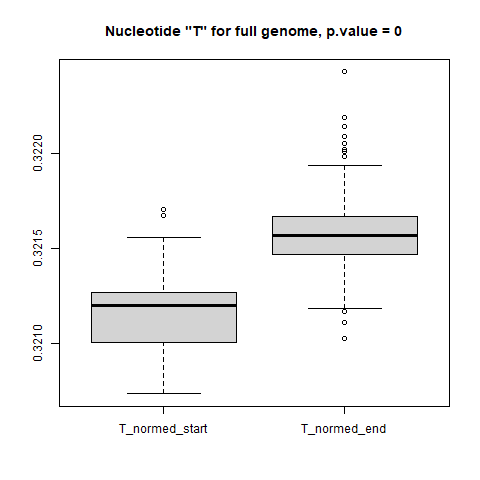 Nucleotide "T" for full genome, p.value = 0
0.3220
0.3215
0.3210
T_normed_start
T_normed_end